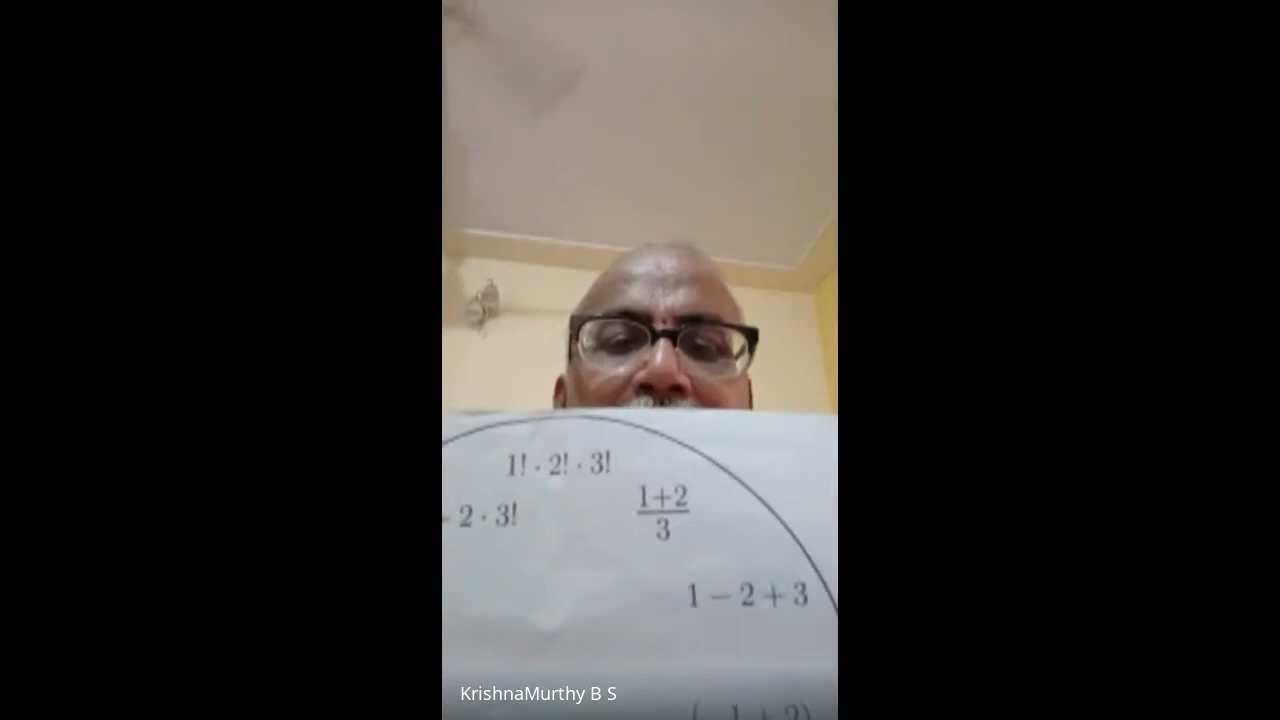 1! · 2! · 3!
1+2
3
- 2 · 3!
1 − 2 + 3
KrishnaMurthy B S